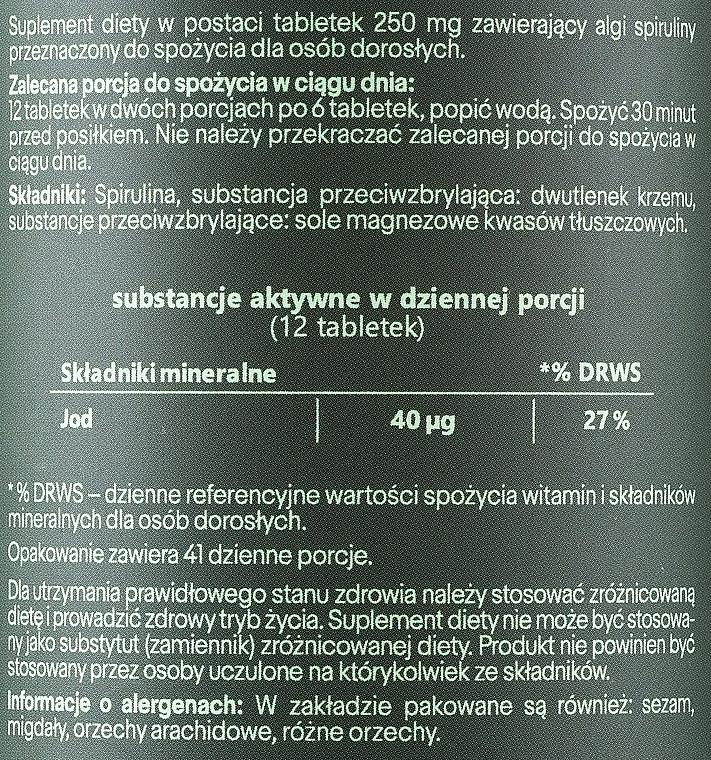 Suplement diety w postaci tabletek 250 mg zawierający algi spiruliny
przeznaczony do spożycia dla osób dorosłych.
Zalecana porcja do spożycia w ciągu dnia:
12 tabletek w dwóch porcjach po 6 tabletek, popić wodą. Spożyć 30 minut
przed posiłkiem. Nie należy przekraczać zalecanej porcji do spożycia w
ciągu dnia.
Składniki: Spirulina, substancja przeciwzbrylająca: dwutlenek krzemu,
substancje przeciwzbrylające: sole magnezowe kwasów tłuszczowych.
substancje aktywne w dziennej porcji
(12 tabletek)
Składniki mineralne *% DRWS
Jod 40 µg 27 %
* % DRWS – dzienne referencyjne wartości spożycia witamin i składników
mineralnych dla osób dorosłych.
Opakowanie zawiera 41 dzienne porcje.
Dla utrzymania prawidłowego stanu zdrowia należy stosować zróżnicowaną
dietę i prowadzić zdrowy tryb życia. Suplement diety nie może być stosowa-
ny jako substytut (zamiennik) zróżnicowanej diety. Produkt nie powinien być
stosowany przez osoby uczulone na którykolwiek ze składników.
Informacje o alergenach: W zakładzie pakowane są również: sezam,
migdały, orzechy arachidowe, różne orzechy.